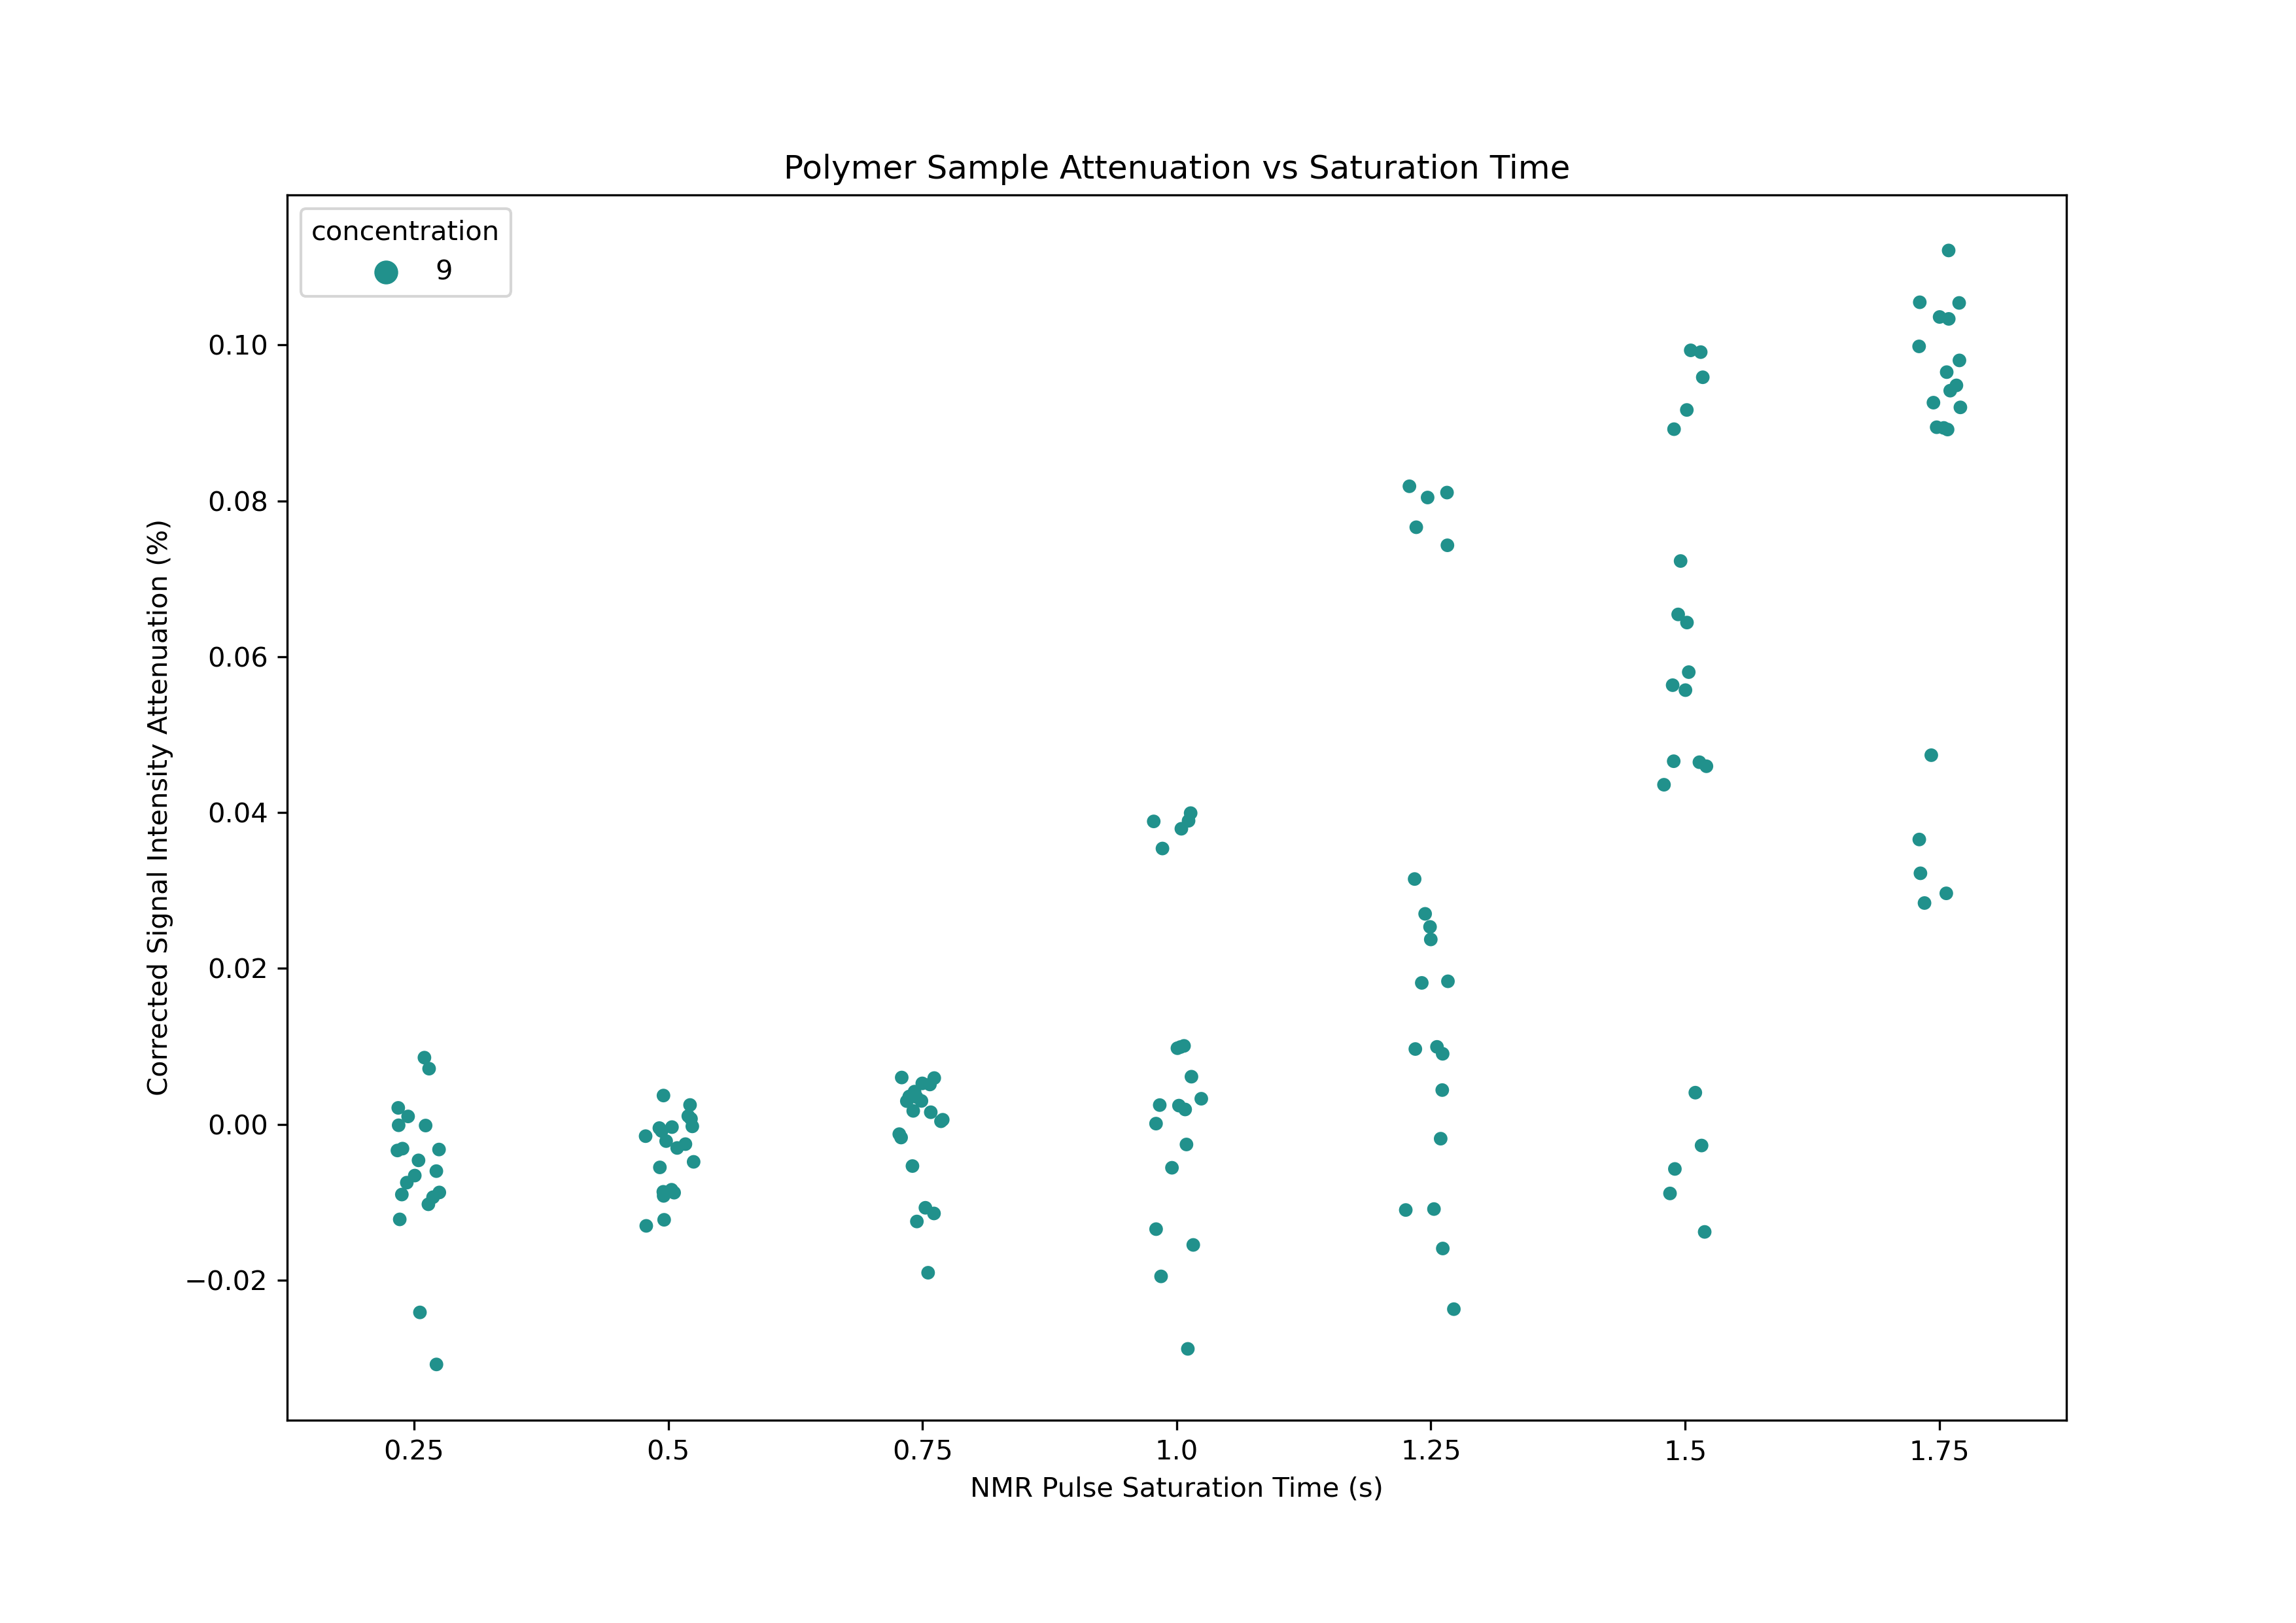 Polymer Sample Attenuation vs Saturation Time
concentration
9
Corrected Signal Intensity Attenuation (%)
0.10
0.08
0.06
0.04
0.02
0.00
−0.02
0.25 0.5 0.75 1.0 1.25 1.5 1.75
NMR Pulse Saturation Time (s)